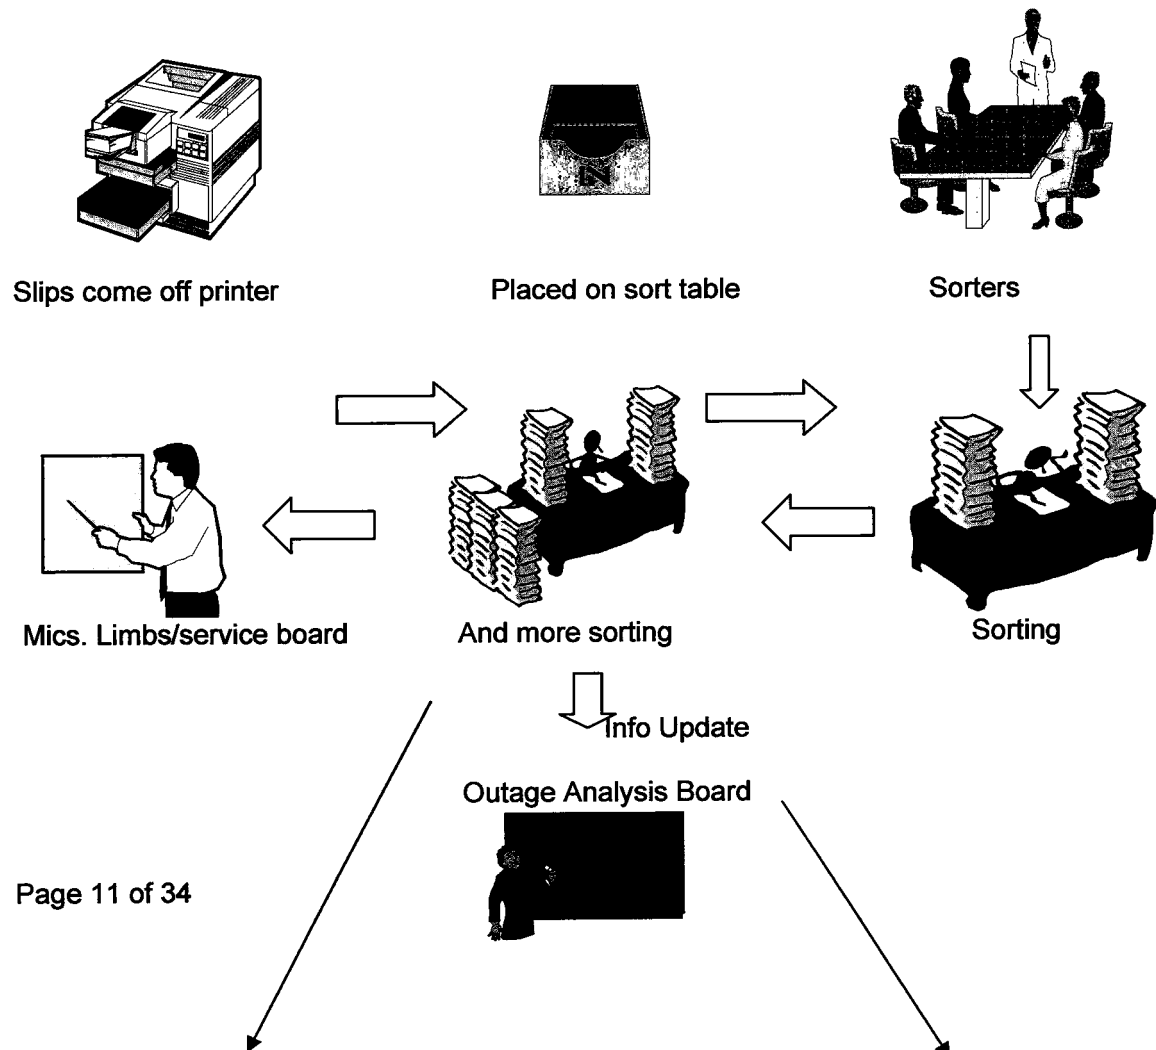 Slips come off printer
Placed on sort table
Sorters
Mics. Limbs/service board
And more sorting
Sorting
Info Update
Outage Analysis Board
Page 11 of 34